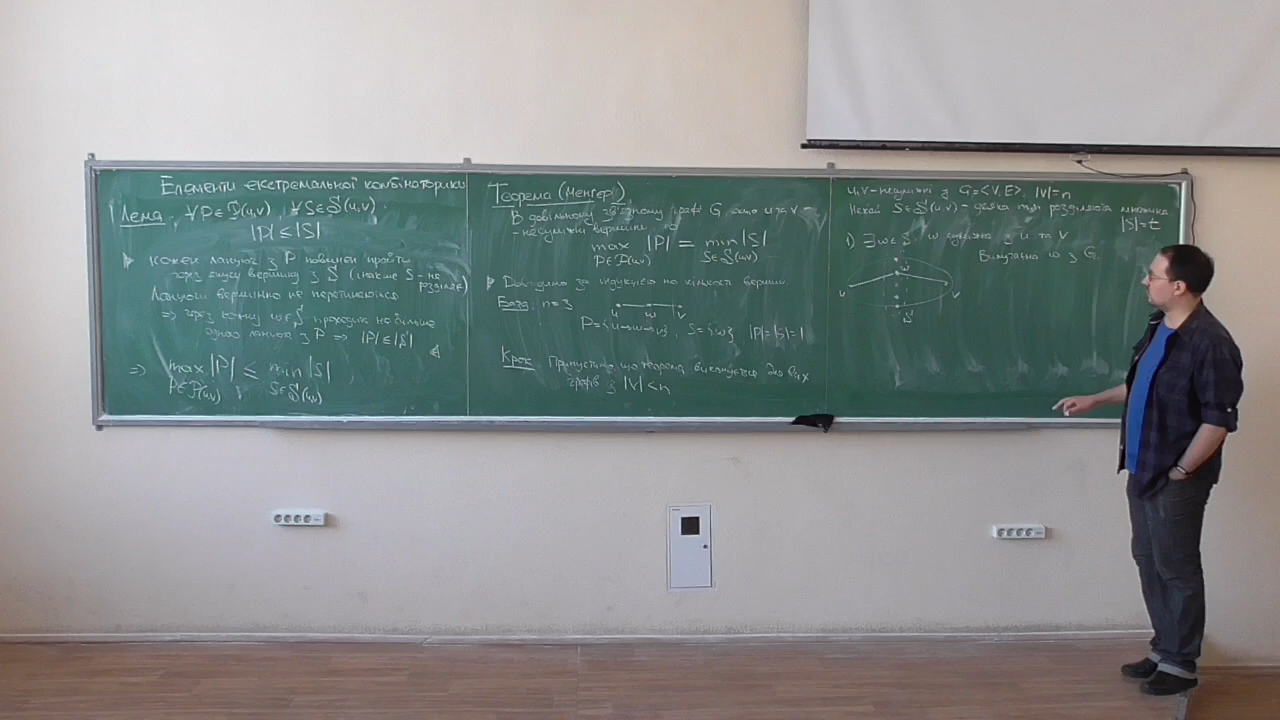 Елементи екстремальної комбінаторики
Лема. ∀P∈𝒫(u,v) ∀S∈𝒮(u,v)
|P| ≤ |S|
Кожен ланцюг з P повинен пройти
через якусь вершину з S (інакше S - не
розділяє)
Ланцюги вершинно не перетинаються
⇒ через кожну w∈S проходить не більше
одного ланцюга з P ⇒ |P| ≤ |S|
⇒ max |P| ≤ min |S|
P∈𝒫(u,v) S∈𝒮(u,v)
Теорема (Менгер).
В довільному зв'язному графі G якщо u та v -
- несуміжні вершини
max |P| = min |S|
P∈𝒫(u,v) S∈𝒮(u,v)
Доводимо за індукцією по кількості вершин
База: n=3
u w v
P={u→w→v}, S={w} |P|=|S|=1
Крок. Припустимо що теорема виконується для всіх
графів з |V|<n
u,v - несуміжні з G=<V,E>, |V|=n
Нехай S∈𝒮(u,v) - деяка розділяюча множина
|S|=t
1) ∃w∈S: w суміжна з u та v
Вилучаємо w з G.
w
u v
S